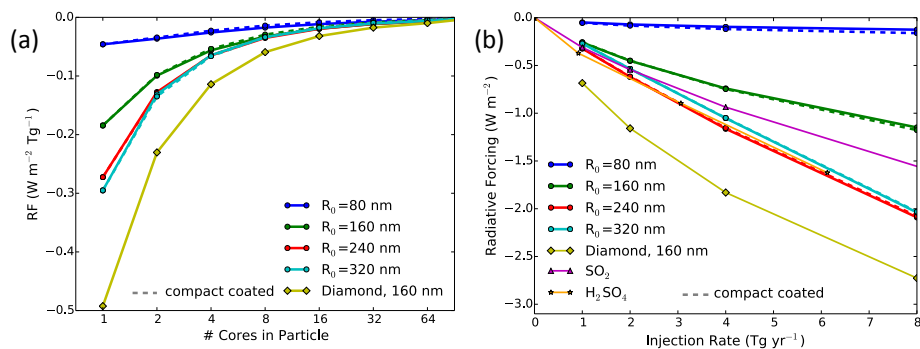 (a)
0.0
−0.1
−0.2
−0.3
−0.4
−0.5
RF (W m⁻² Tg⁻¹)
1 2 4 8 16 32 64
# Cores in Particle
R₀=80 nm
R₀=160 nm
R₀=240 nm
R₀=320 nm
Diamond, 160 nm
compact coated
(b)
0.0
−0.5
−1.0
−1.5
−2.0
−2.5
−3.0
Radiative Forcing (W m⁻²)
0 1 2 3 4 5 6 7 8
Injection Rate (Tg yr⁻¹)
R₀=80 nm
R₀=160 nm
R₀=240 nm
R₀=320 nm
Diamond, 160 nm
SO₂
H₂SO₄
compact coated